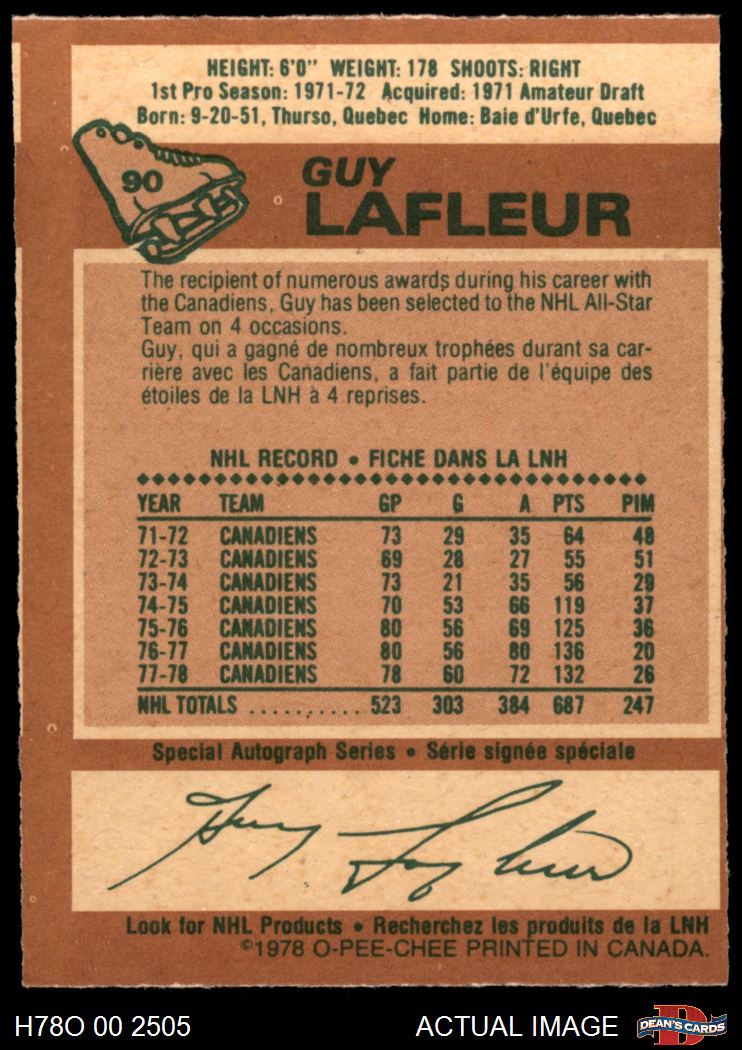 HEIGHT: 6'0" WEIGHT: 178 SHOOTS: RIGHT
1st Pro Season: 1971-72 Acquired: 1971 Amateur Draft
Born: 9-20-51, Thurso, Quebec Home: Baie d'Urfe, Quebec
90
GUY
LAFLEUR
The recipient of numerous awards during his career with
the Canadiens, Guy has been selected to the NHL All-Star
Team on 4 occasions.
Guy, qui a gagné de nombreux trophées durant sa car-
rière avec les Canadiens, a fait partie de l'équipe des
étoiles de la LNH à 4 reprises.
NHL RECORD • FICHE DANS LA LNH
YEAR TEAM GP G A PTS PIM
71-72 CANADIENS 73 29 35 64 48
72-73 CANADIENS 69 28 27 55 51
73-74 CANADIENS 73 21 35 56 29
74-75 CANADIENS 70 53 66 119 37
75-76 CANADIENS 80 56 69 125 36
76-77 CANADIENS 80 56 80 136 20
77-78 CANADIENS 78 60 72 132 26
NHL TOTALS .......... 523 303 384 687 247
Special Autograph Series • Série signée spéciale
Guy Lafleur
Look for NHL Products • Recherchez les produits de la LNH
©1978 O-PEE-CHEE PRINTED IN CANADA.
H78O 00 2505 ACTUAL IMAGE DEAN'S CARDS